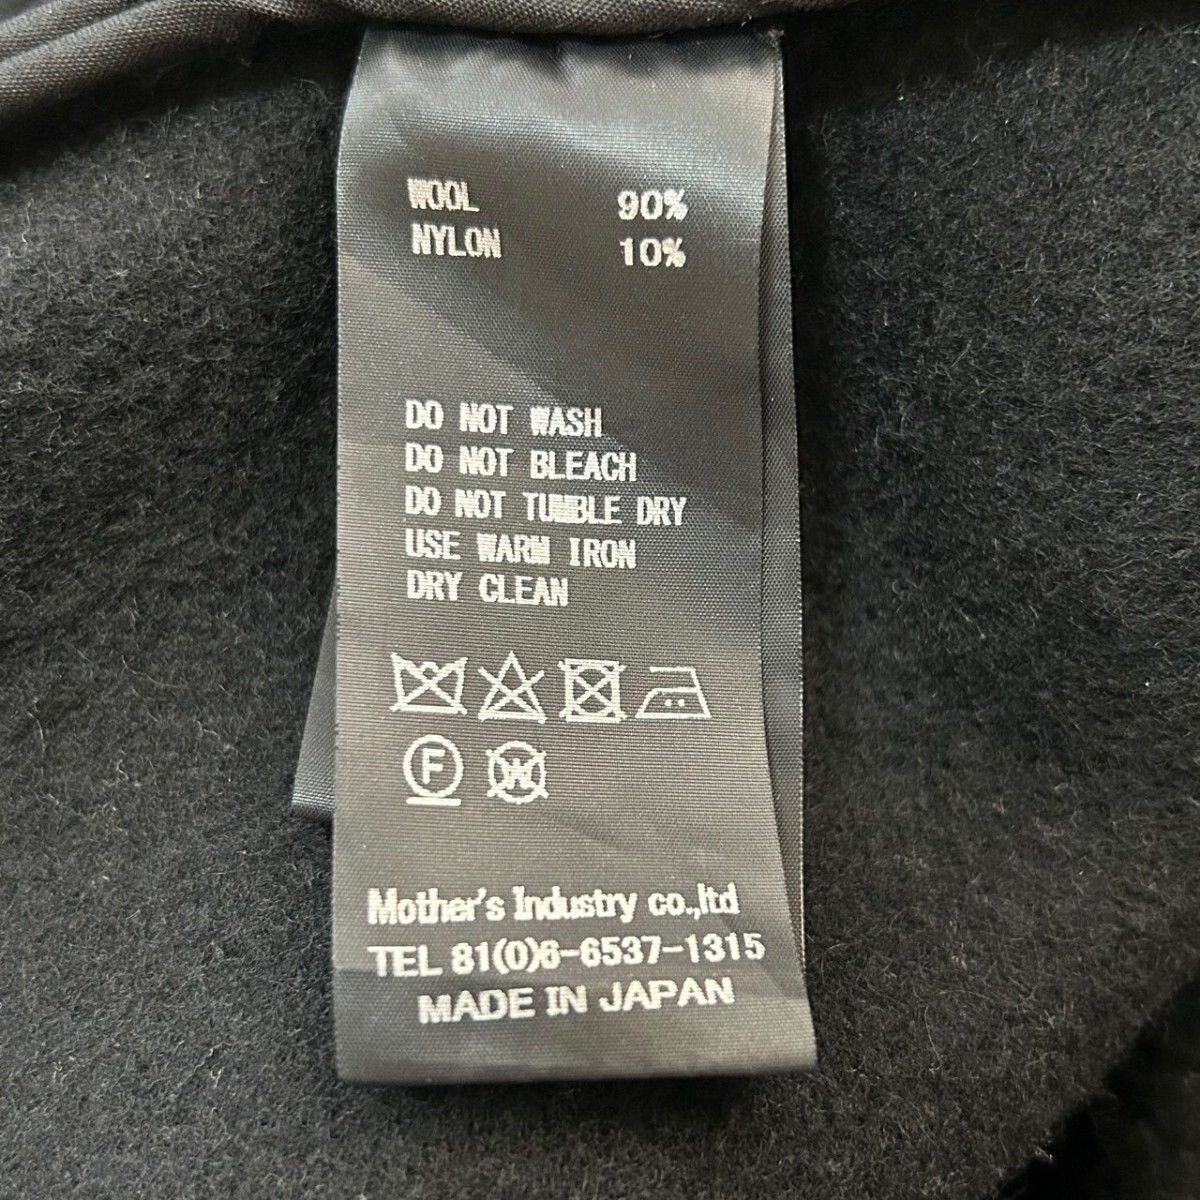 WOOL 90%
NYLON 10%
DO NOT WASH
DO NOT BLEACH
DO NOT TUMBLE DRY
USE WARM IRON
DRY CLEAN
F W
Mother's Industry co.,ltd
TEL 81(0)6-6537-1315
MADE IN JAPAN